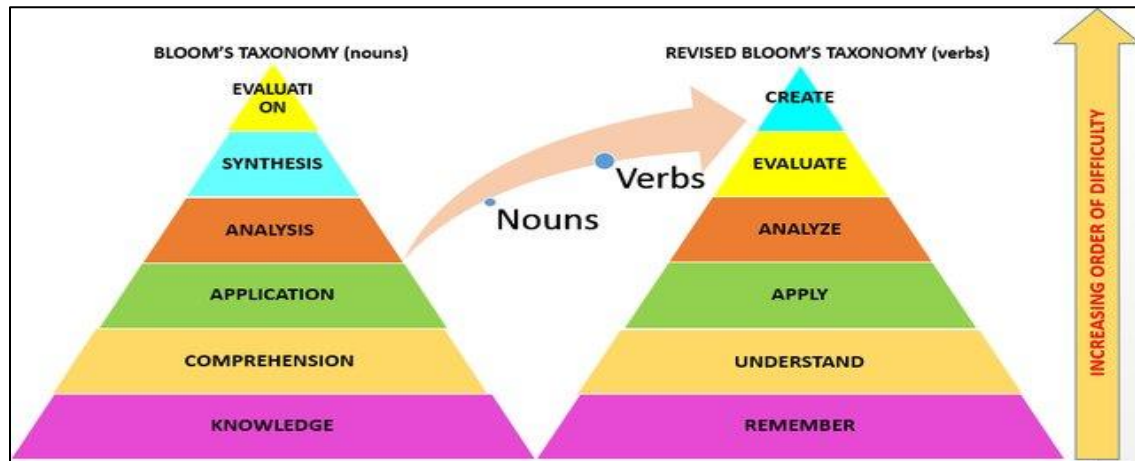 BLOOM'S TAXONOMY (nouns)
EVALUATI
ON
SYNTHESIS
ANALYSIS
APPLICATION
COMPREHENSION
KNOWLEDGE
Nouns
Verbs
REVISED BLOOM'S TAXONOMY (verbs)
CREATE
EVALUATE
ANALYZE
APPLY
UNDERSTAND
REMEMBER
INCREASING ORDER OF DIFFICULTY